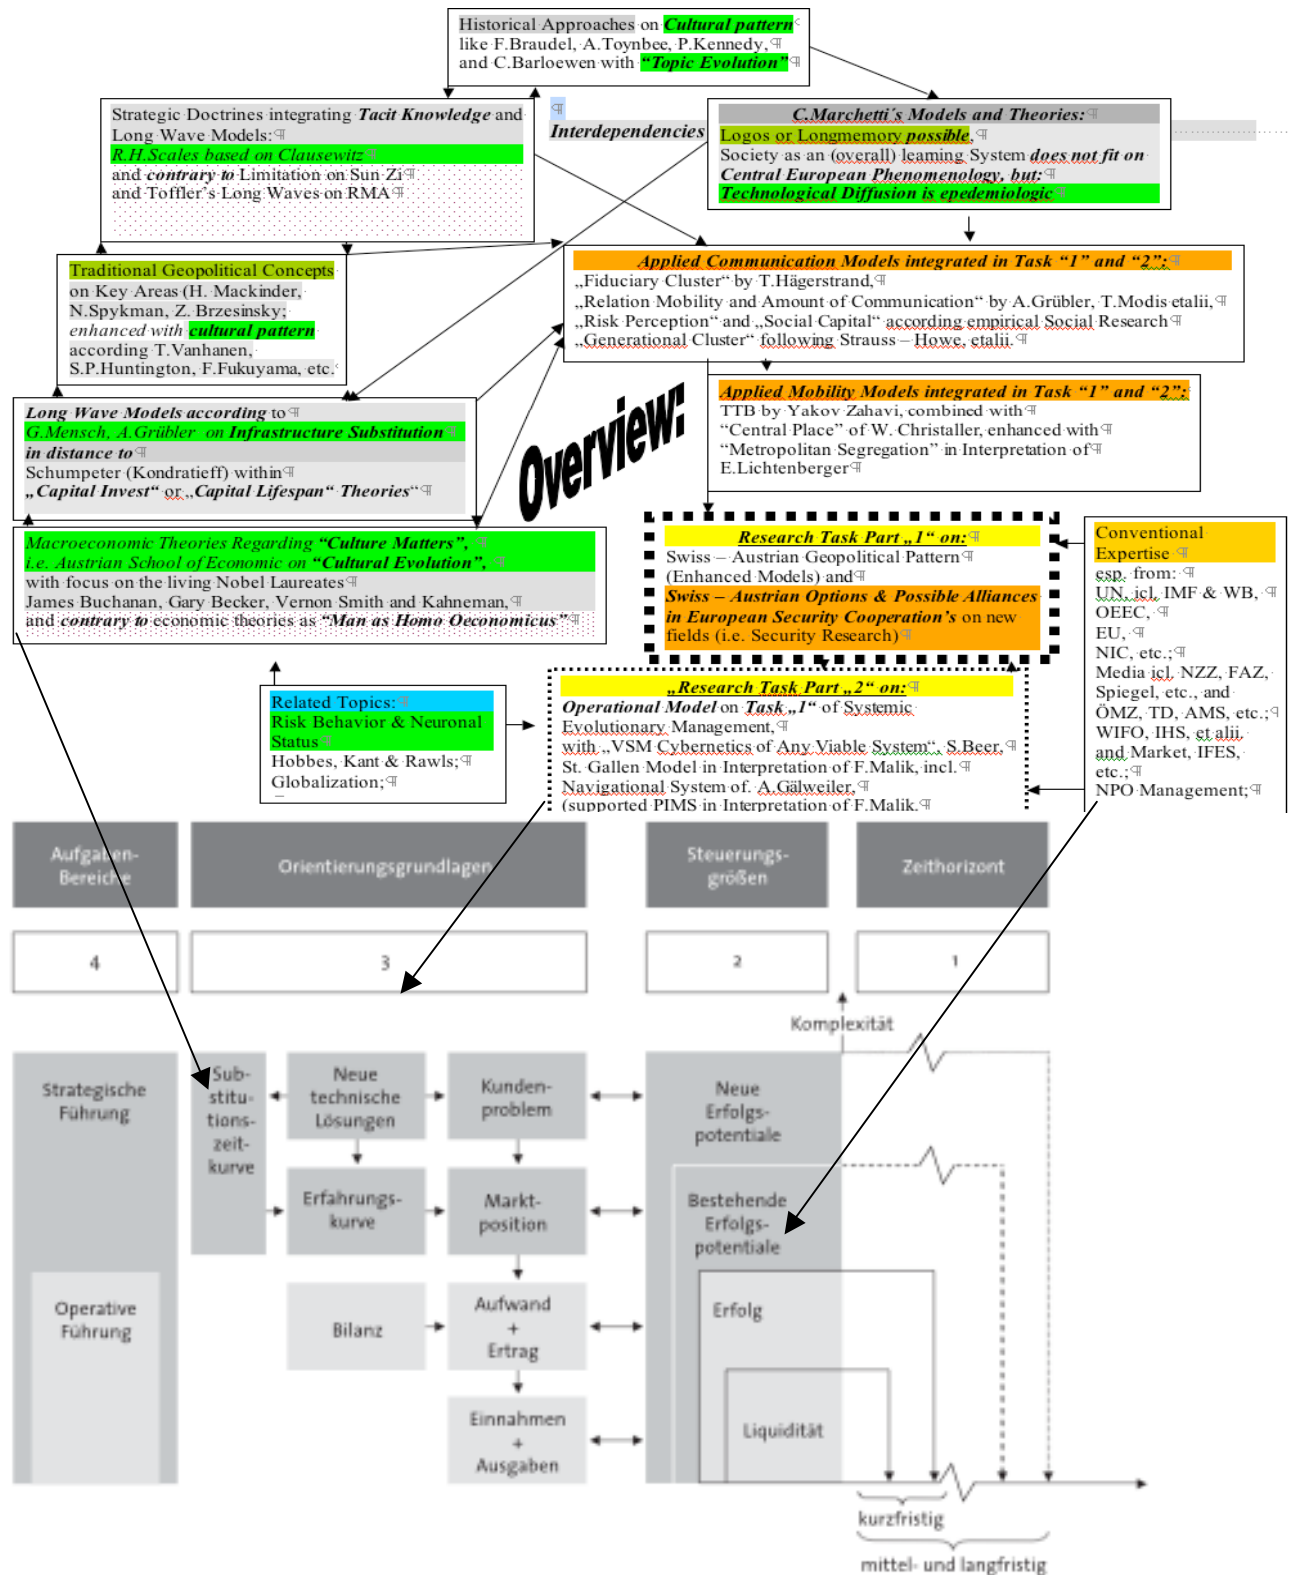 Historical Approaches on Cultural pattern
like F.Braudel, A.Toynbee, P.Kennedy,¶
and C.Barloewen with “Topic Evolution”¶
Strategic Doctrines integrating Tacit Knowledge and
Long Wave Models:¶
R.H.Scales based on Clausewitz ¶
and contrary to Limitation on Sun Zi¶
and Toffler’s Long Waves on RMA¶
¶
Interdependencies
C.Marchetti´s Models and Theories:¶
Logos or Longmemory possible,¶
Society as an (overall) learning System does not fit on
Central European Phenomenology, but:¶
Technological Diffusion is epedemiologic¶
Traditional Geopolitical Concepts
on Key Areas (H. Mackinder,
N.Spykman, Z. Brzesinsky;
enhanced with cultural pattern
according T.Vanhanen,
S.P.Huntington, F.Fukuyama, etc.
Applied Communication Models integrated in Task “1” and “2”:¶
„Fiduciary Cluster“ by T.Hägerstrand,¶
„Relation Mobility and Amount of Communication“ by A.Grübler, T.Modis etalii,¶
„Risk Perception“ and „Social Capital“ according empirical Social Research ¶
„Generational Cluster“ following Strauss – Howe, etalii.¶
Applied Mobility Models integrated in Task “1” and “2”:
TTB by Yakov Zahavi, combined with¶
“Central Place” of W. Christaller, enhanced with¶
“Metropolitan Segregation” in Interpretation of¶
E.Lichtenberger¶
Long Wave Models according to¶
G.Mensch, A.Grübler on Infrastructure Substitution¶
in distance to¶
Schumpeter (Kondratieff) within¶
„Capital Invest“ or „Capital Lifespan“ Theories“¶
Overview:
Macroeconomic Theories Regarding “Culture Matters”, ¶
i.e. Austrian School of Economic on “Cultural Evolution”,
with focus on the living Nobel Laureates¶
James Buchanan, Gary Becker, Vernon Smith and Kahneman,¶
and contrary to economic theories as “Man as Homo Oeconomicus”¶
Research Task Part „1" on:¶
Swiss – Austrian Geopolitical Pattern¶
(Enhanced Models) and¶
Swiss – Austrian Options & Possible Alliances
in European Security Cooperation’s on new
fields (i.e. Security Research)¶
Conventional
Expertise ¶
esp. from: ¶
UN, icl. IMF & WB,
OEEC,
EU, ¶
NIC, etc.;¶
Media icl. NZZ, FAZ,
Spiegel, etc., and
ÖMZ, TD, AMS, etc.;¶
WIFO, IHS, et alii.
and Market, IFES,
etc.;¶
NPO Management;¶
Related Topics:¶
Risk Behavior & Neuronal
Status¶
Hobbes, Kant & Rawls;¶
Globalization;¶
„Research Task Part „2“ on:¶
Operational Model on Task „1" of Systemic
Evolutionary Management,¶
with „VSM Cybernetics of Any Viable System“, S.Beer,¶
St. Gallen Model in Interpretation of F.Malik, incl.¶
Navigational System of. A.Gälweiler,¶
(supported PIMS in Interpretation of F.Malik.¶
Aufgaben-
Bereiche
Orientierungsgrundlagen
Steuerungs-
größen
Zeithorizont
4
3
2
1
Komplexität
Strategische
Führung
Sub-
stitu-
tions-
zeit-
kurve
Neue
technische
Lösungen
Kunden-
problem
Neue
Erfolgs-
potentiale
Erfahrungs-
kurve
Markt-
position
Bestehende
Erfolgs-
potentiale
Operative
Führung
Bilanz
Aufwand
+
Ertrag
Erfolg
Einnahmen
+
Ausgaben
Liquidität
kurzfristig
mittel- und langfristig